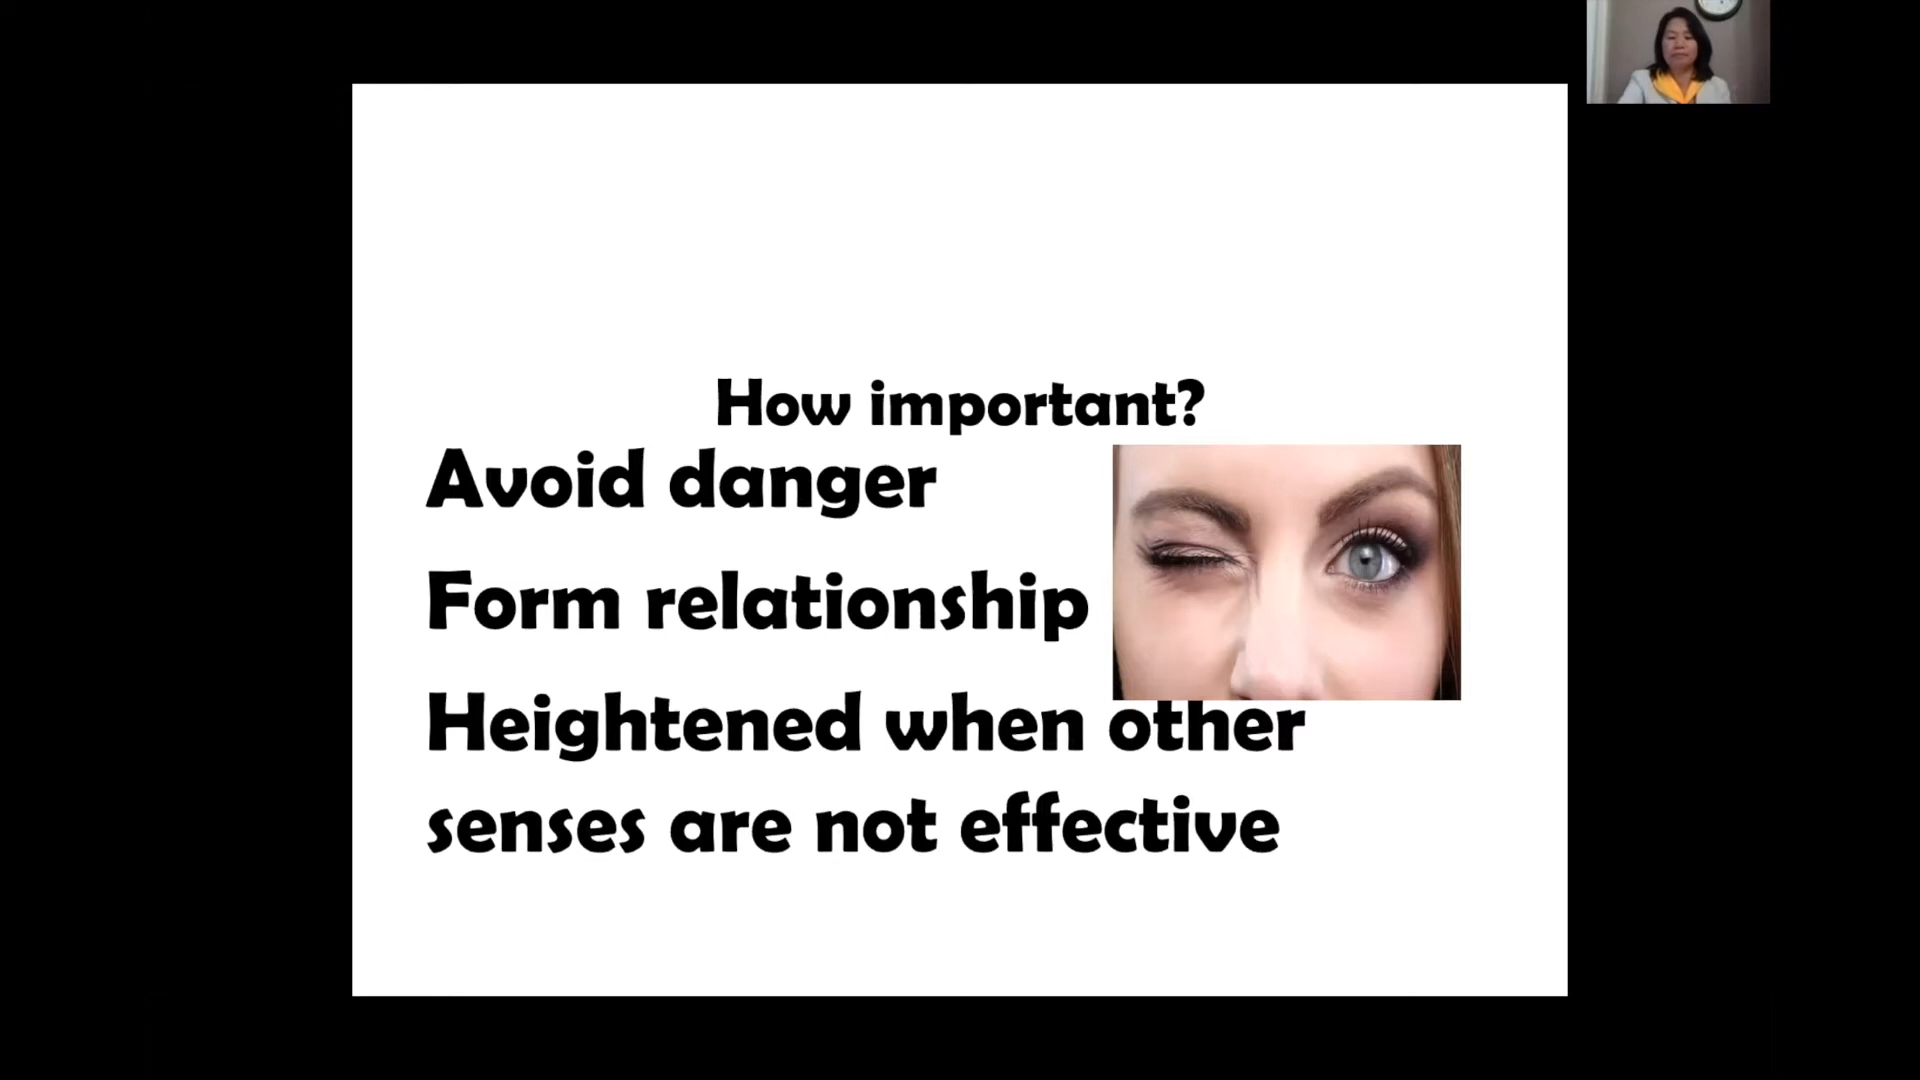 How important?
Avoid danger
Form relationship
Heightened when other
senses are not effective